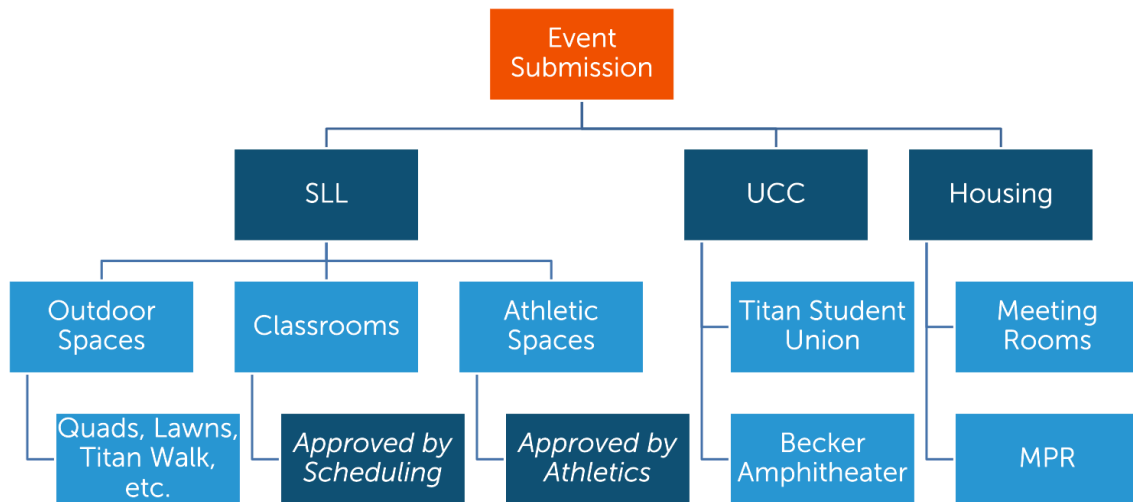 Event
Submission
SLL
UCC
Housing
Outdoor
Spaces
Classrooms
Athletic
Spaces
Titan Student
Union
Meeting
Rooms
Quads, Lawns,
Titan Walk,
etc.
Approved by
Scheduling
Approved by
Athletics
Becker
Amphitheater
MPR